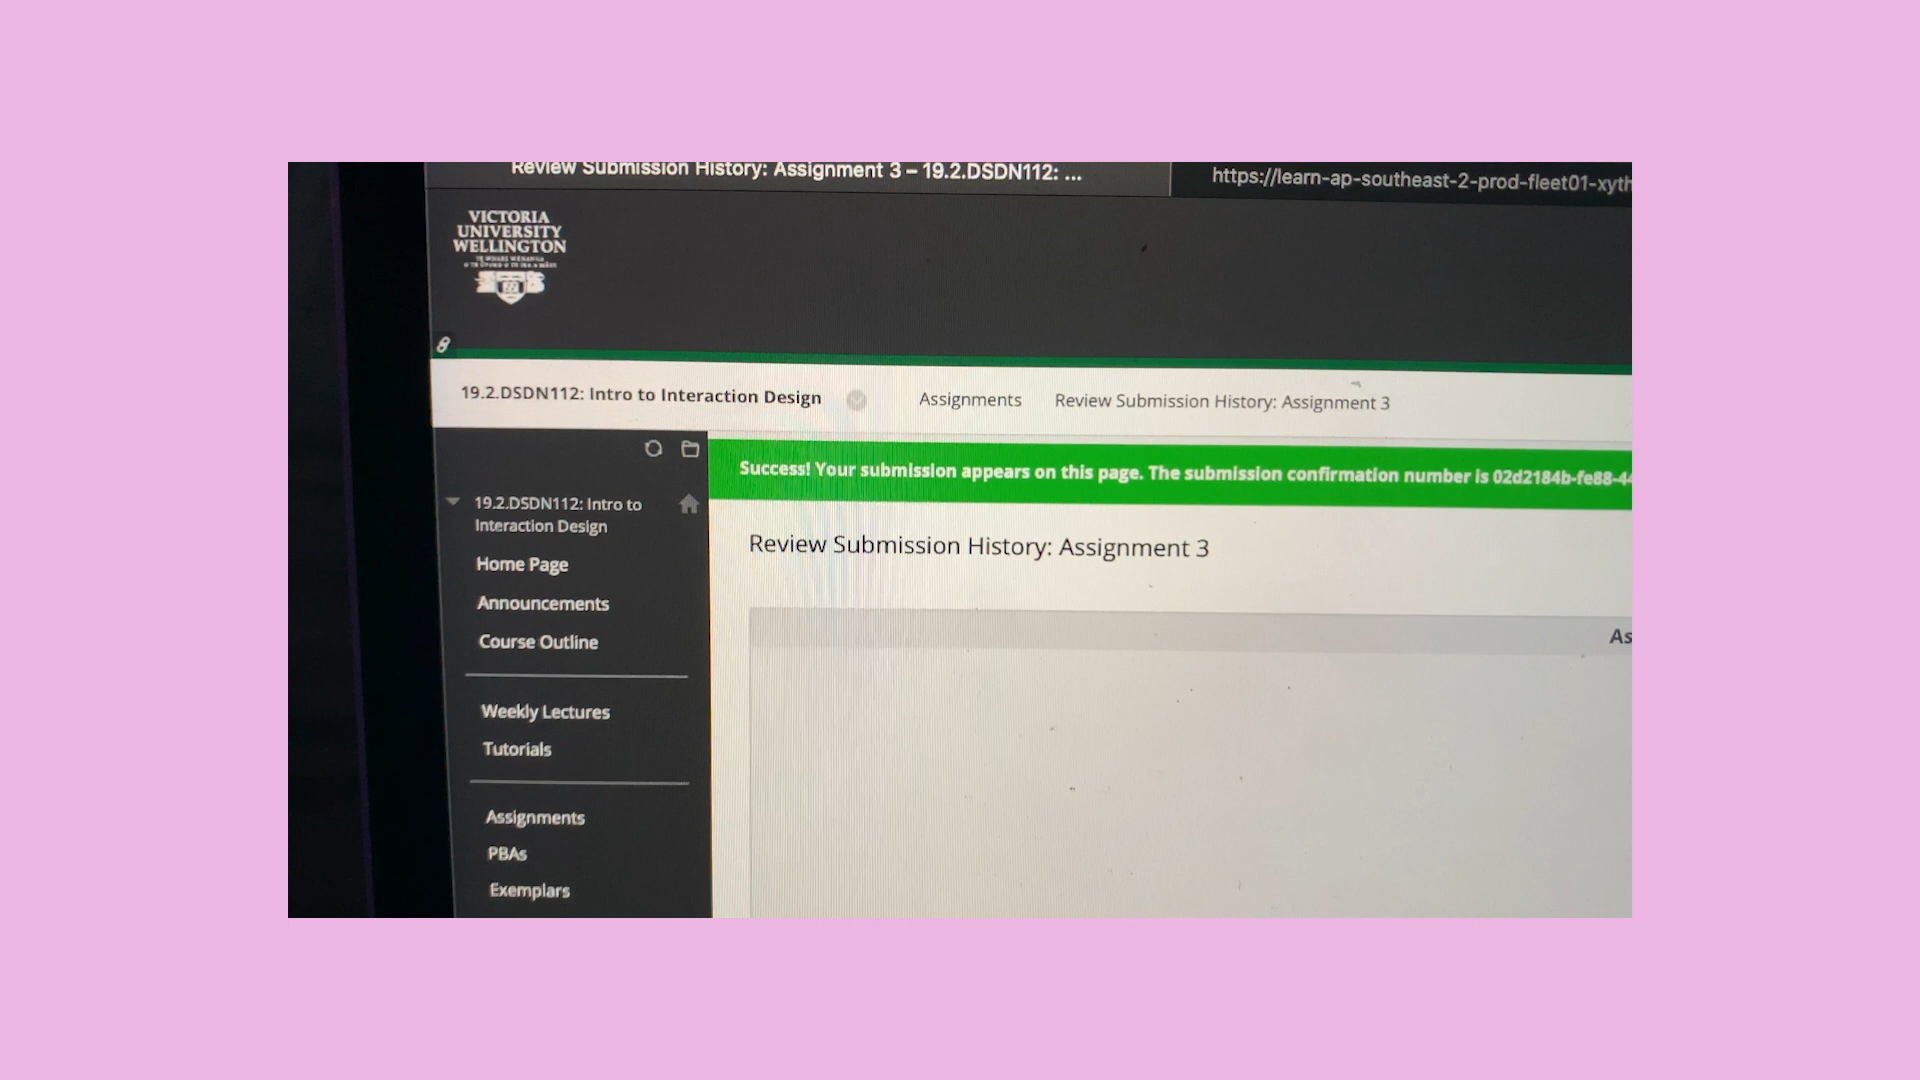 Review Submission History: Assignment 3 – 19.2.DSDN112: ...
https://learn-ap-southeast-2-prod-fleet01-xyth
VICTORIA
UNIVERSITY
WELLINGTON
19.2.DSDN112: Intro to Interaction Design
Assignments
Review Submission History: Assignment 3
Success! Your submission appears on this page. The submission confirmation number is 02d2184b-fe88-44
19.2.DSDN112: Intro to
Interaction Design
Home Page
Announcements
Course Outline
Weekly Lectures
Tutorials
Assignments
PBAs
Exemplars
Review Submission History: Assignment 3
As